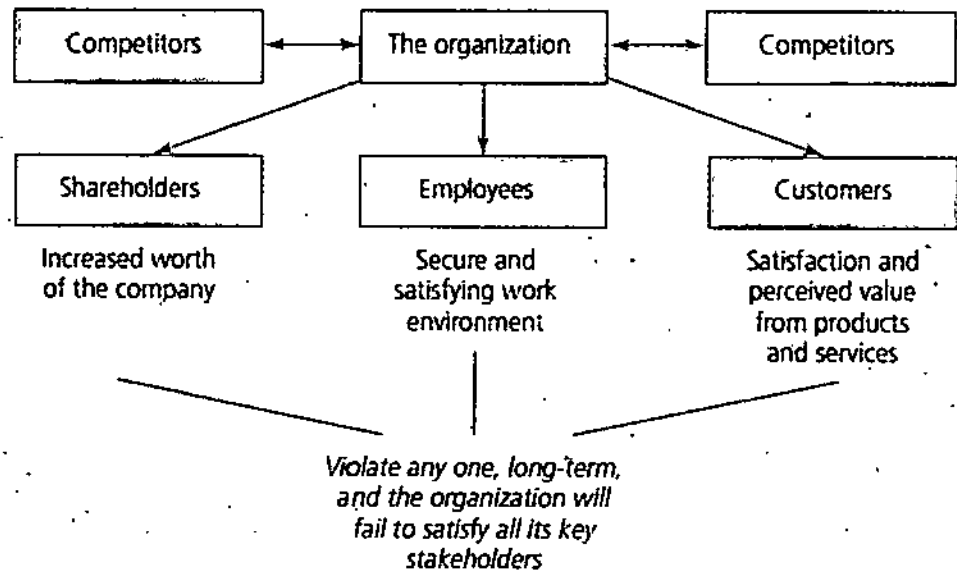 Competitors
The organization
Competitors
Shareholders
Employees
Customers
Increased worth
of the company
Secure and
satisfying work
environment
Satisfaction and
perceived value
from products
and services
Violate any one, long-term,
and the organization will
fail to satisfy all its key
stakeholders